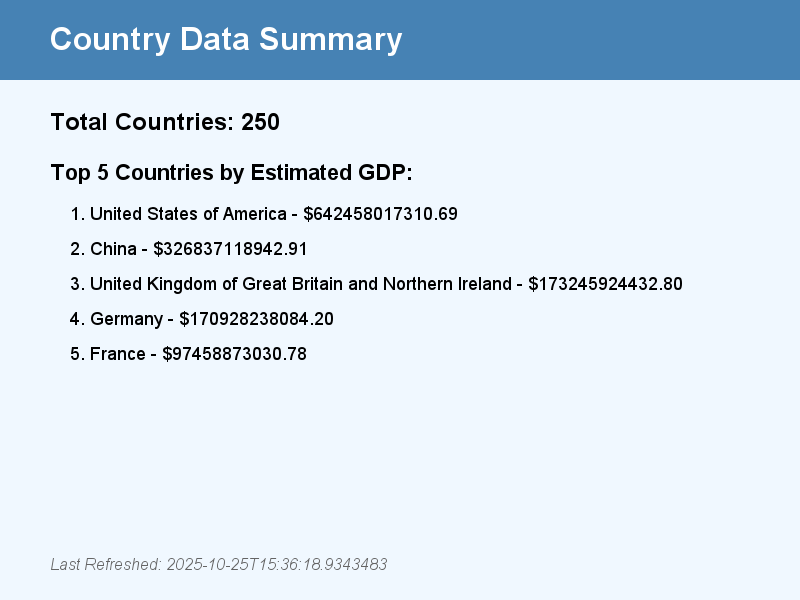 Country Data Summary
Total Countries: 250
Top 5 Countries by Estimated GDP:
1. United States of America - $642458017310.69
2. China - $326837118942.91
3. United Kingdom of Great Britain and Northern Ireland - $173245924432.80
4. Germany - $170928238084.20
5. France - $97458873030.78
Last Refreshed: 2025-10-25T15:36:18.9343483